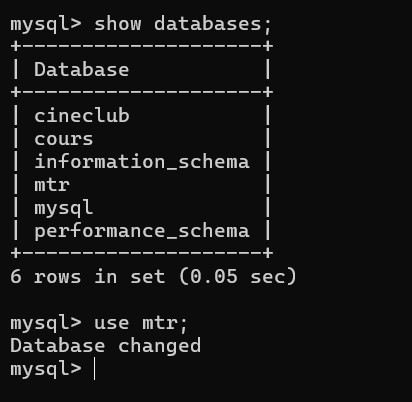 mysql> show databases;
+--------------------+
| Database           |
+--------------------+
| cineclub           |
| cours              |
| information_schema |
| mtr                |
| mysql              |
| performance_schema |
+--------------------+
6 rows in set (0.05 sec)

mysql> use mtr;
Database changed
mysql>